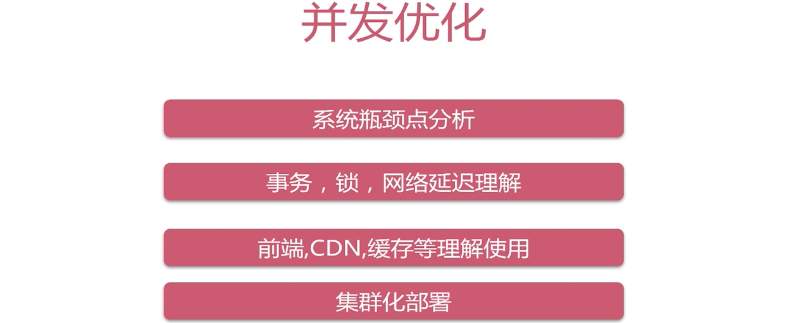 并发优化
系统瓶颈点分析
事务，锁，网络延迟理解
前端,CDN,缓存等理解使用
集群化部署